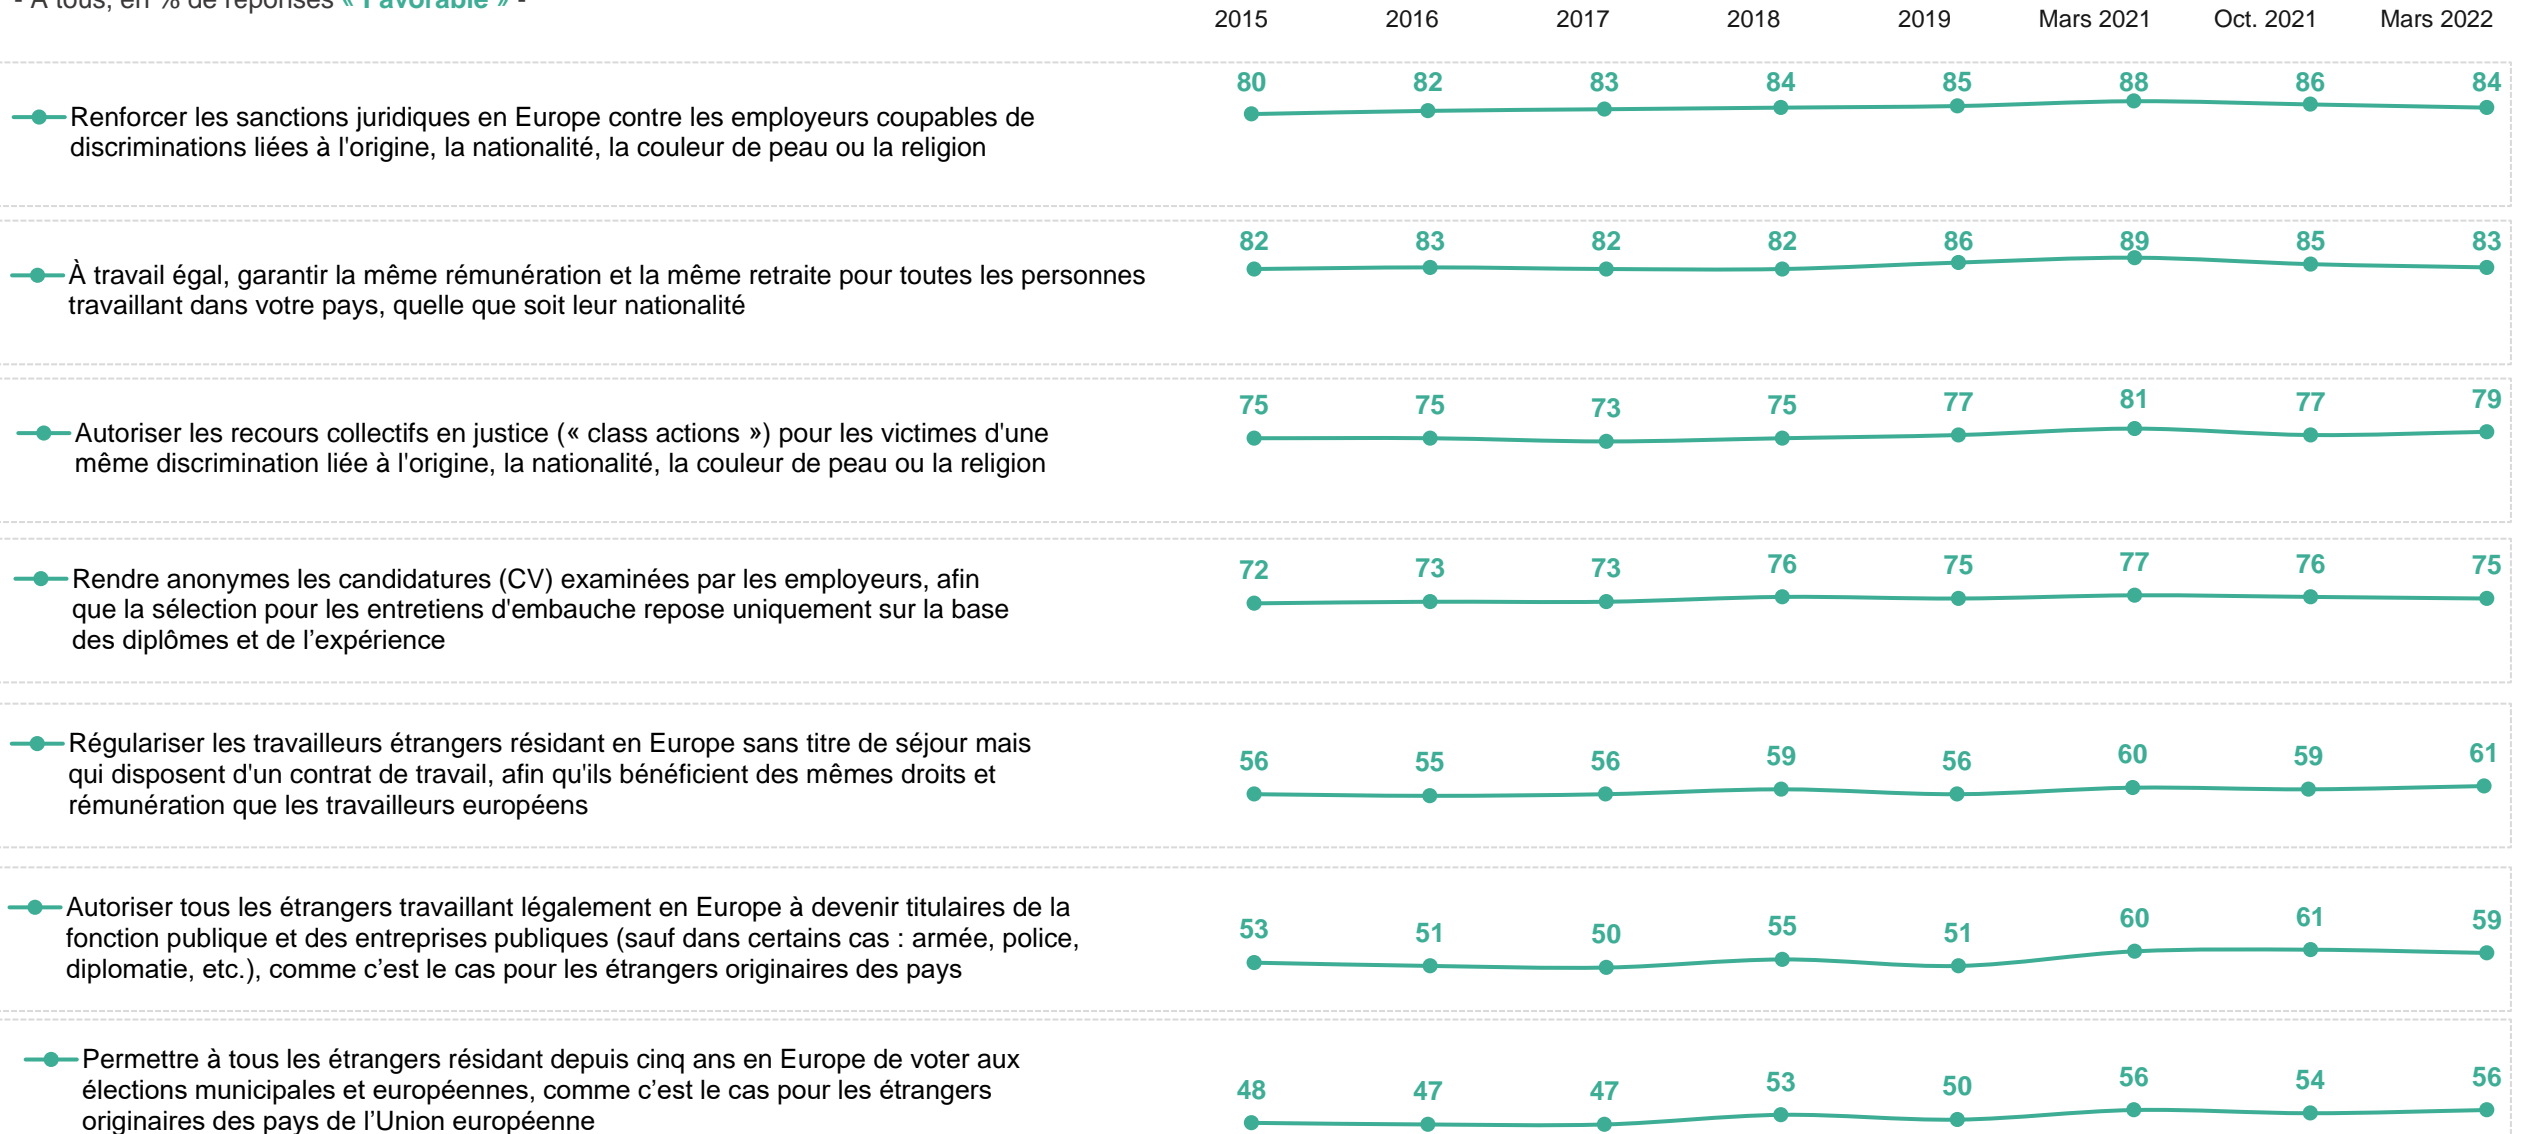 - À tous, en % de réponses « Favorable » -
2015 2016 2017 2018 2019 Mars 2021 Oct. 2021 Mars 2022
80 82 83 84 85 88 86 84
Renforcer les sanctions juridiques en Europe contre les employeurs coupables de
discriminations liées à l'origine, la nationalité, la couleur de peau ou la religion
82 83 82 82 86 89 85 83
À travail égal, garantir la même rémunération et la même retraite pour toutes les personnes
travaillant dans votre pays, quelle que soit leur nationalité
75 75 73 75 77 81 77 79
Autoriser les recours collectifs en justice (« class actions ») pour les victimes d'une
même discrimination liée à l'origine, la nationalité, la couleur de peau ou la religion
72 73 73 76 75 77 76 75
Rendre anonymes les candidatures (CV) examinées par les employeurs, afin
que la sélection pour les entretiens d'embauche repose uniquement sur la base
des diplômes et de l’expérience
Régulariser les travailleurs étrangers résidant en Europe sans titre de séjour mais
56 55 56 59 56 60 59 61
qui disposent d'un contrat de travail, afin qu'ils bénéficient des mêmes droits et
rémunération que les travailleurs européens
Autoriser tous les étrangers travaillant légalement en Europe à devenir titulaires de la
53 51 50 55 51 60 61 59
fonction publique et des entreprises publiques (sauf dans certains cas : armée, police,
diplomatie, etc.), comme c’est le cas pour les étrangers originaires des pays
Permettre à tous les étrangers résidant depuis cinq ans en Europe de voter aux
48 47 47 53 50 56 54 56
élections municipales et européennes, comme c’est le cas pour les étrangers
originaires des pays de l’Union européenne